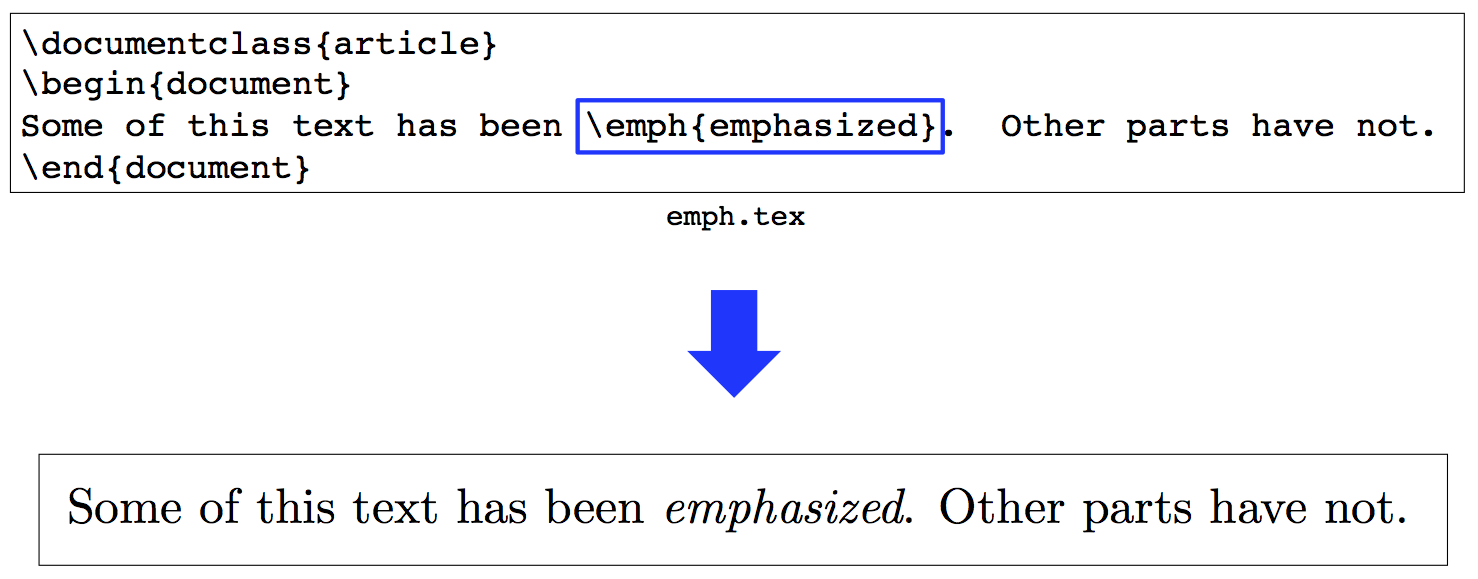 \documentclass{article}
\begin{document}
Some of this text has been \emph{emphasized}.  Other parts have not.
\end{document}
emph.tex
Some of this text has been emphasized. Other parts have not.